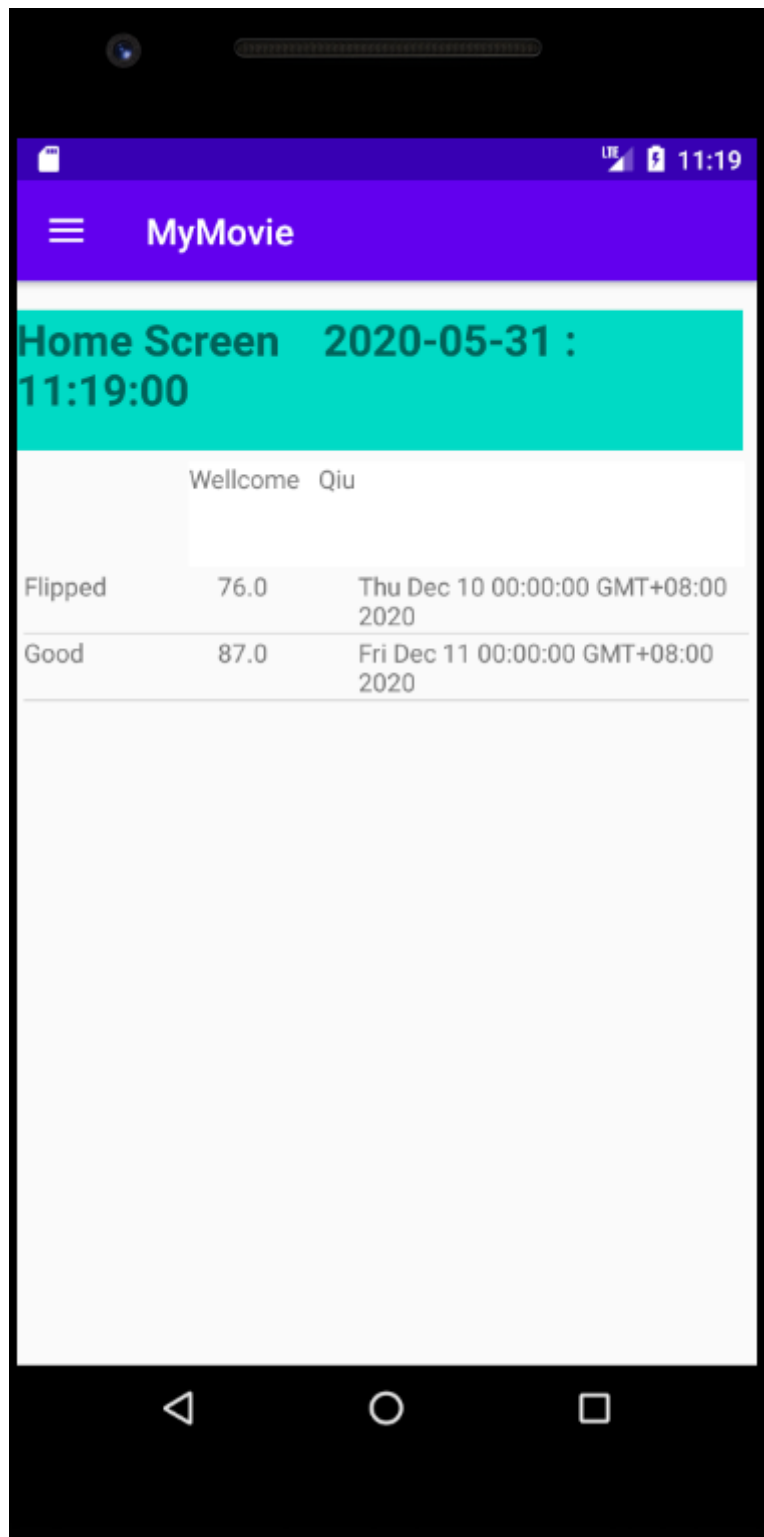 LTE 11:19
MyMovie
Home Screen 2020-05-31 :
11:19:00
Wellcome Qiu
Flipped 76.0 Thu Dec 10 00:00:00 GMT+08:00
2020
Good 87.0 Fri Dec 11 00:00:00 GMT+08:00
2020